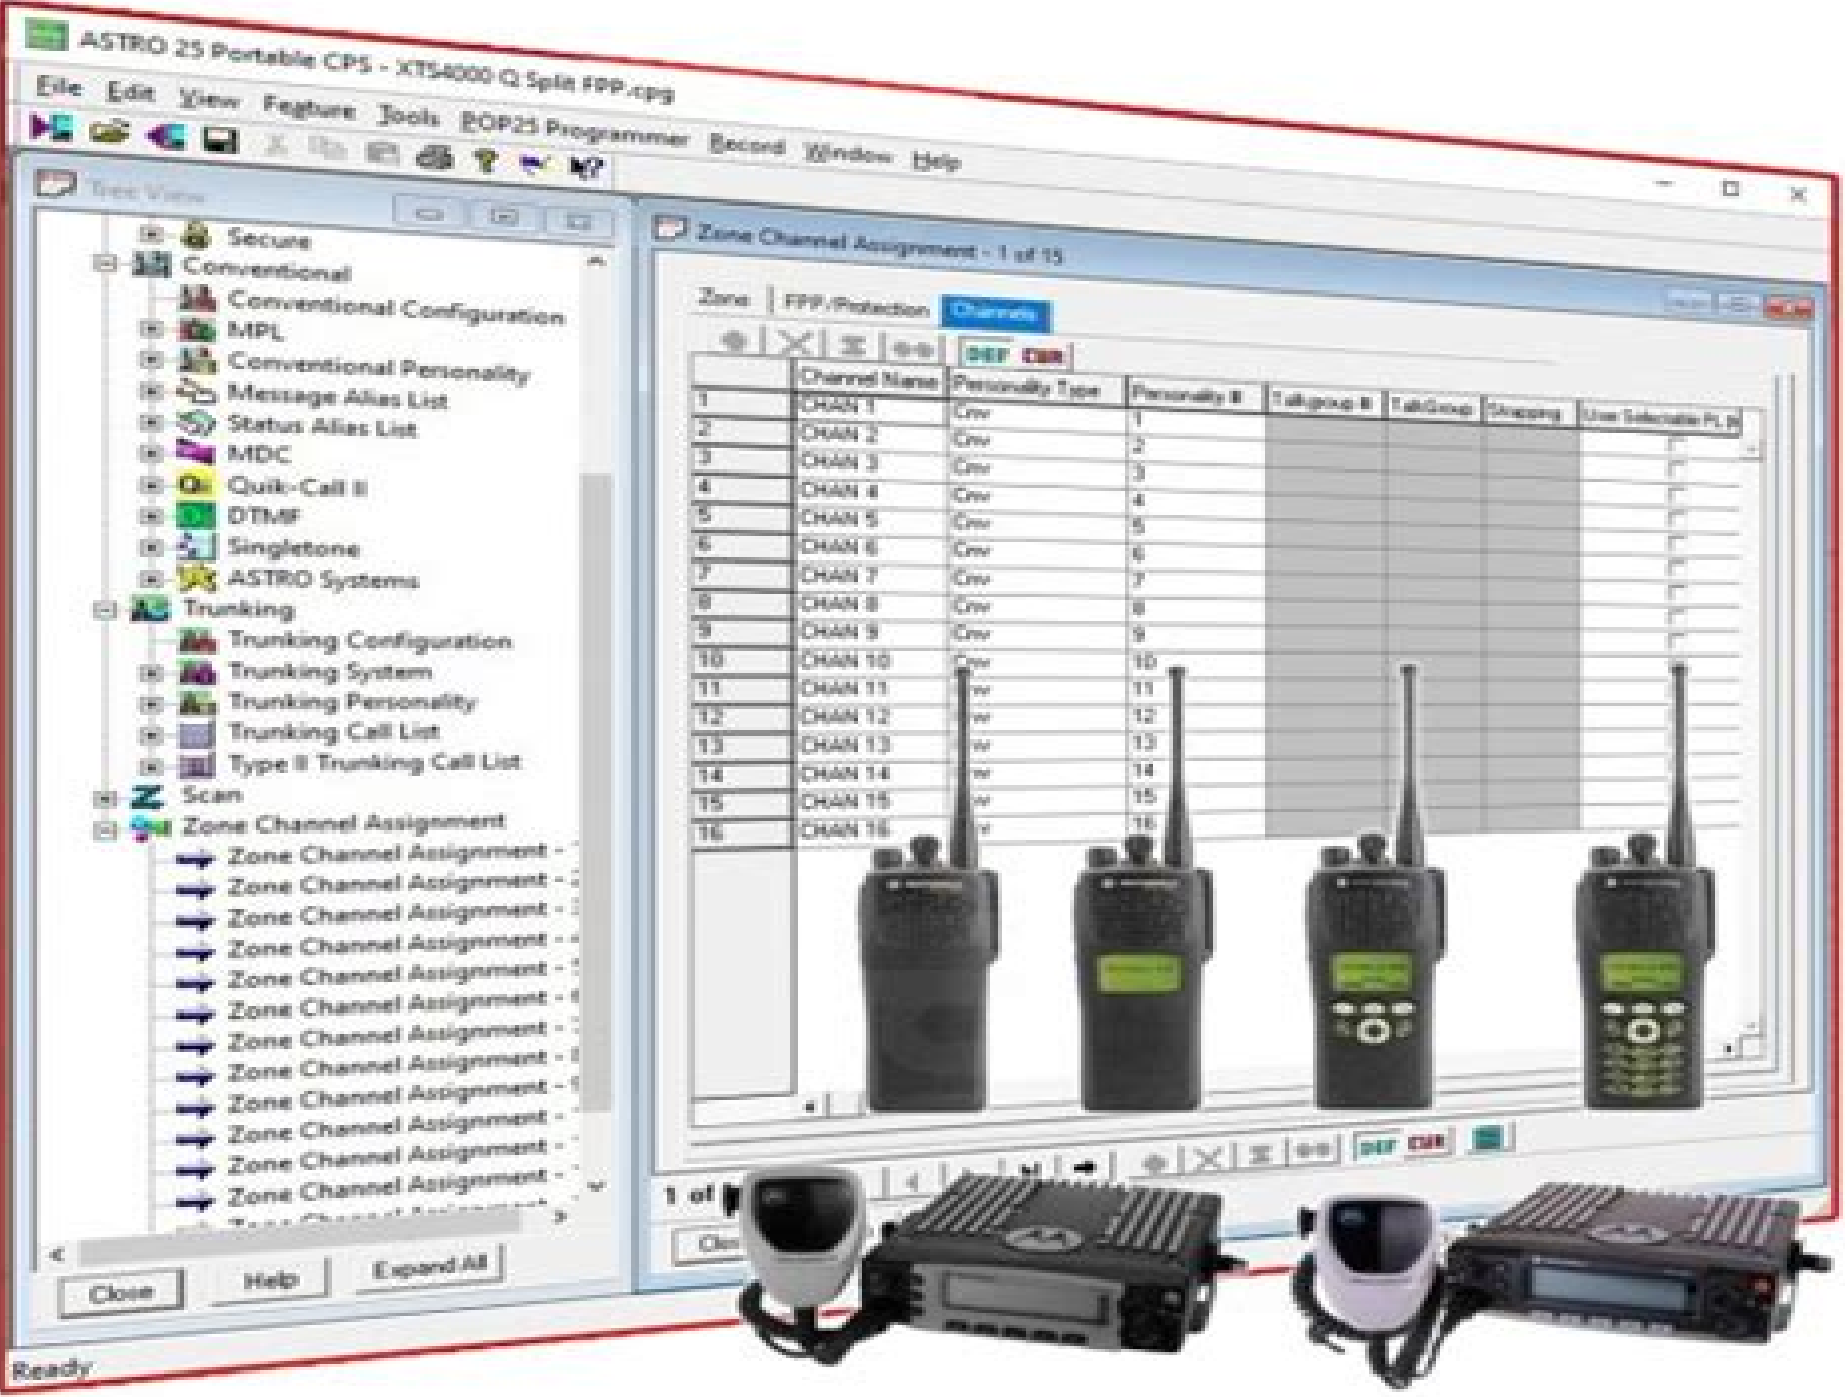 ASTRO 25 Portable CPS - XTS4000 Q Split FPP.cpg
File Edit View Feature Tools POP25 Programmer Record Window Help
Tree View
Secure
Conventional
Conventional Configuration
MPL
Conventional Personality
Message Alias List
Status Alias List
MDC
Quik-Call II
DTMF
Singletone
ASTRO Systems
Trunking
Trunking Configuration
Trunking System
Trunking Personality
Trunking Call List
Type II Trunking Call List
Scan
Zone Channel Assignment
Zone Channel Assignment -
Zone Channel Assignment -
Zone Channel Assignment -
Zone Channel Assignment -
Zone Channel Assignment -
Zone Channel Assignment -
Zone Channel Assignment -
Zone Channel Assignment -
Zone Channel Assignment -
Zone Channel Assignment -
Zone Channel Assignment -
Zone Channel Assignment -
Close Help Expand All
Ready
Zone Channel Assignment - 1 of 15
Zone FPP/Protection Channels
DEF CUR
Channel Name Personality Type Personality # Talkgroup # TalkGroup Strapping User Selectable PL
1 CHAN 1 Cnv 1
2 CHAN 2 Cnv 2
3 CHAN 3 Cnv 3
4 CHAN 4 Cnv 4
5 CHAN 5 Cnv 5
6 CHAN 6 Cnv 6
7 CHAN 7 Cnv 7
8 CHAN 8 Cnv 8
9 CHAN 9 Cnv 9
10 CHAN 10 Cnv 10
11 CHAN 11 11
12 CHAN 12 12
13 CHAN 13 13
14 CHAN 14 14
15 CHAN 15 15
16 CHAN 16 16
DEF CUR
1 of